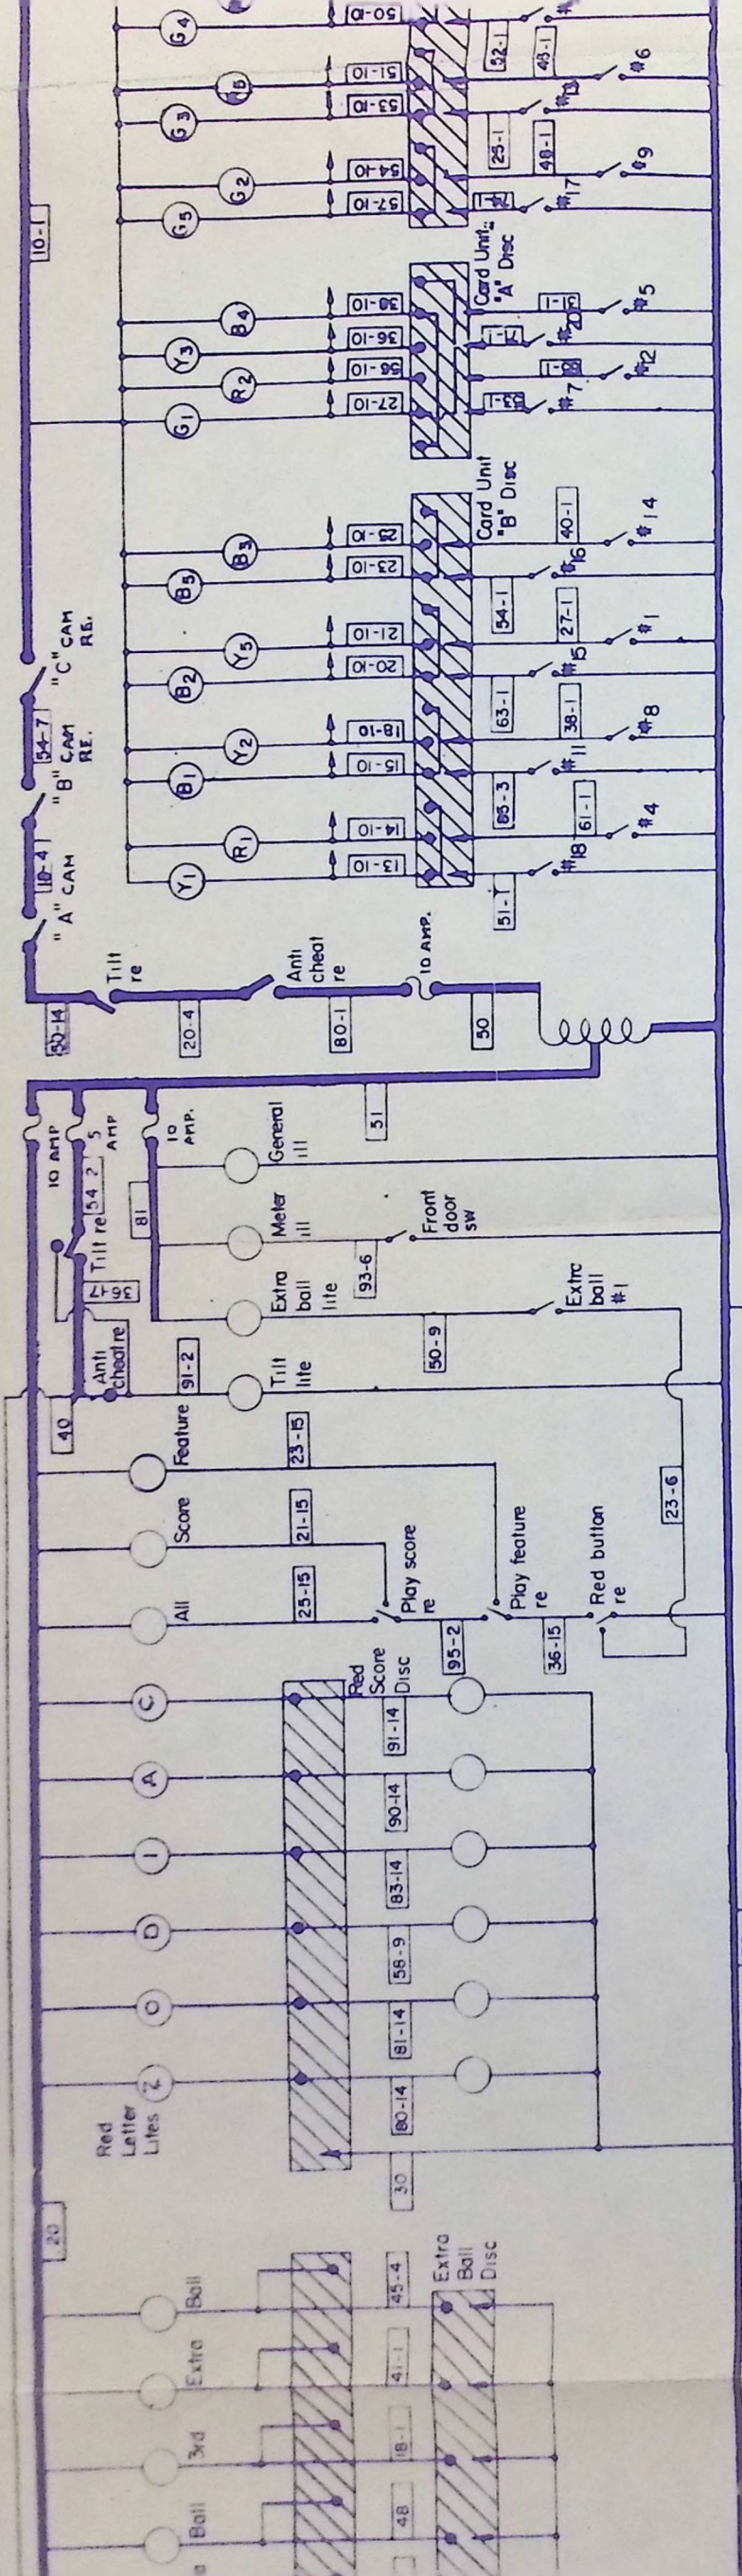 G4
50-10
52-1
43-1
#6
51-10
G3
53-10
25-1
48-1
#9
G2
54-10
G5
57-10
#17
10-1
Card Unit
"A" Disc
B4
38-10
#5
Y3
36-10
#20
R2
56-10
#12
G1
27-10
53-1
#7
Card Unit
"B" Disc
B3
40-1
#14
B5
23-10
54-1
#16
Y5
21-10
27-1
#1
B2
20-10
63-1
#15
Y2
18-10
38-1
#8
B1
15-10
85-3
#11
R1
14-10
61-1
#4
Y1
13-10
51-1
#18
"C" CAM
RE.
54-7
"B" CAM
RE.
18-4
"A" CAM
50-14
Tilt
re
20-4
Anti
cheat
re
80-1
10 AMP.
50
51
10 AMP
5
AMP
10
AMP.
54 2
Tilt re
81
General
ill
Meter
ill
93-6
Front
door
sw
Extra
ball
lite
50-9
Extra
ball
#1
Anti
cheat re
91-2
Tilt
lite
40
Feature
23-15
Score
21-15
All
25-15
Play score
re
95-2
Play feature
re
36-15
Red button
re
23-6
Red
Score
Disc
C
91-14
A
90-14
I
83-14
D
58-9
O
81-14
Z
80-14
Red
Letter
Lites
30
20
Extra
Ball
Disc
Ball
45-4
Extra
41-1
3rd
18-1
Ball
48